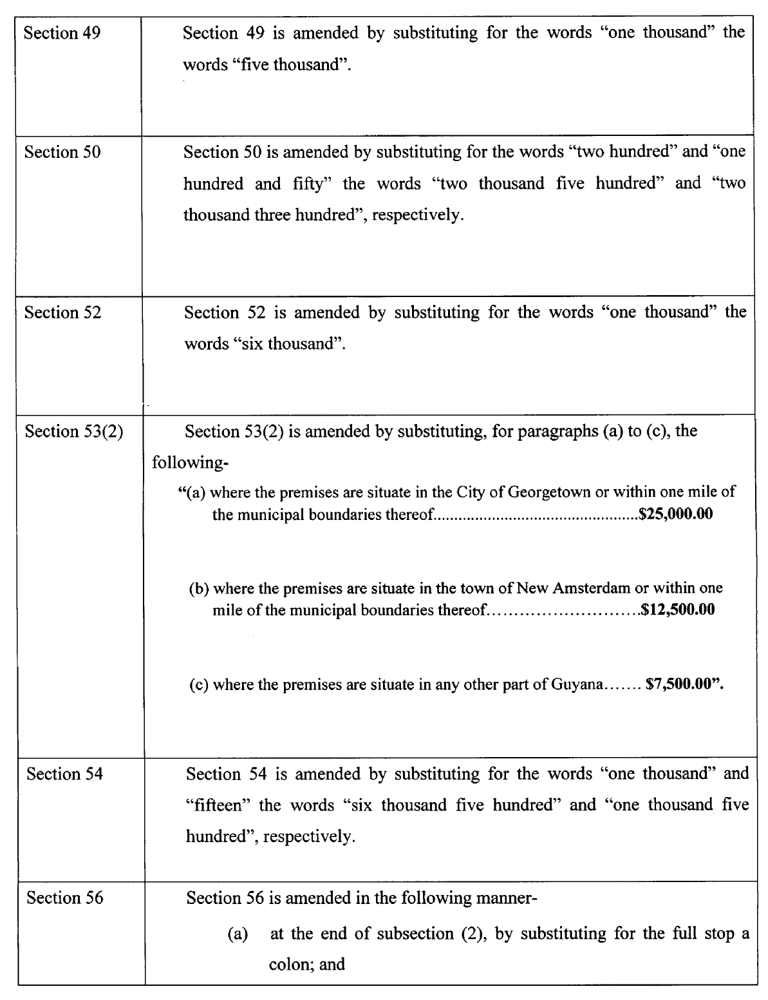 Section 49
Section 49 is amended by substituting for the words “one thousand” the
words “five thousand”.
Section 50
Section 50 is amended by substituting for the words “two hundred” and “one
hundred and fifty” the words “two thousand five hundred” and “two
thousand three hundred”, respectively.
Section 52
Section 52 is amended by substituting for the words “one thousand” the
words “six thousand”.
Section 53(2)
Section 53(2) is amended by substituting, for paragraphs (a) to (c), the
following-
“(a) where the premises are situate in the City of Georgetown or within one mile of
the municipal boundaries thereof..................................................$25,000.00
(b) where the premises are situate in the town of New Amsterdam or within one
mile of the municipal boundaries thereof............................$12,500.00
(c) where the premises are situate in any other part of Guyana....... $7,500.00”.
Section 54
Section 54 is amended by substituting for the words “one thousand” and
“fifteen” the words “six thousand five hundred” and “one thousand five
hundred”, respectively.
Section 56
Section 56 is amended in the following manner-
(a) at the end of subsection (2), by substituting for the full stop a
colon; and